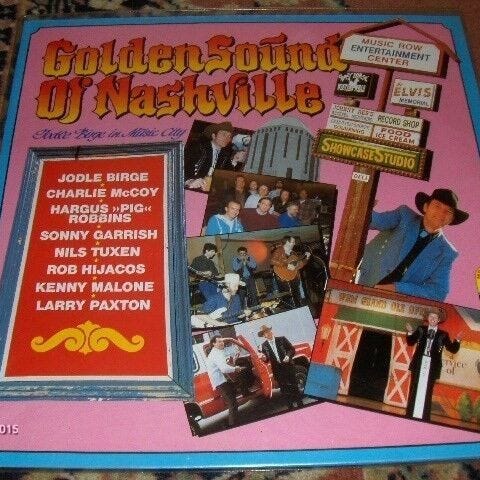 Golden Sound
Of Nashville
Jodle Birge in Music City
JODLE BIRGE
CHARLIE McCOY
HARGUS »PIG«
ROBBINS
SONNY GARRISH
NILS TUXEN
ROB HIJACOS
KENNY MALONE
LARRY PAXTON
MUSIC ROW
ENTERTAINMENT
CENTER
ELVIS
MEMORIAL
RECORD SHOP
FOOD
ICE CREAM
SHOWCASE STUDIO
GRAND OLE
015